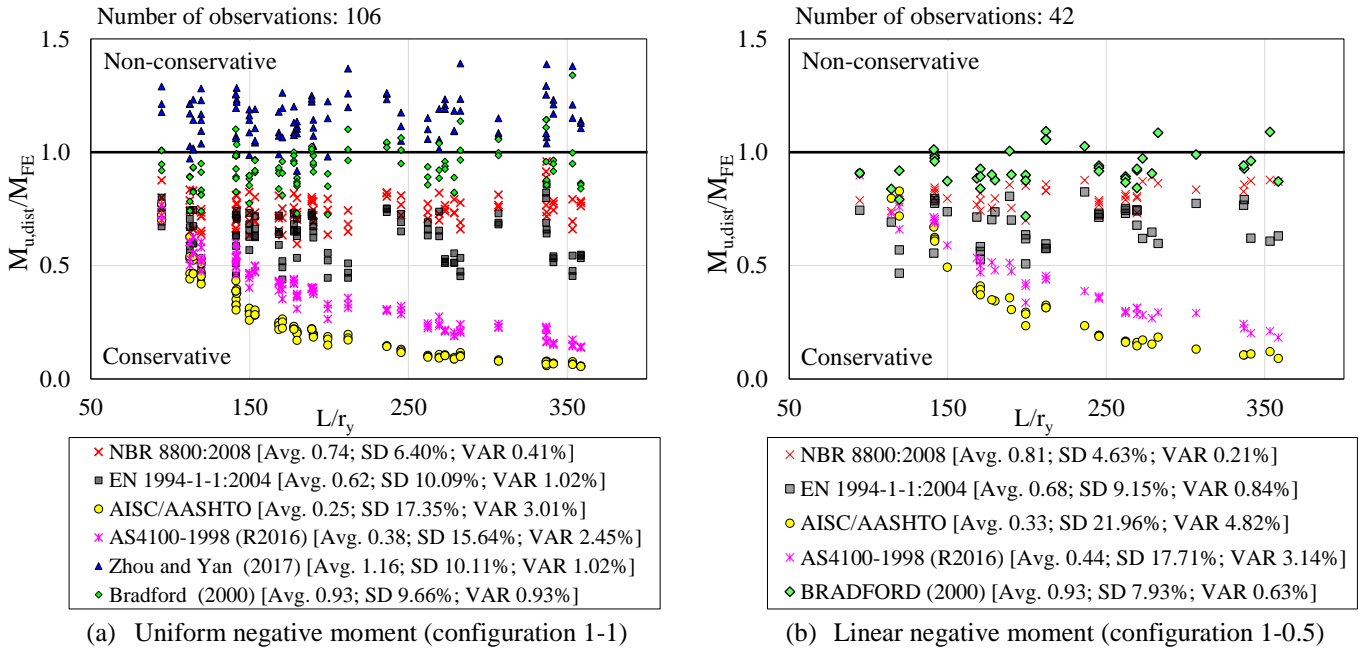 Number of observations: 106
1.5
Non-conservative
1.0
M_u,dist/M_FE
0.5
Conservative
0.0
50 150 250 350
L/r_y
NBR 8800:2008 [Avg. 0.74; SD 6.40%; VAR 0.41%]
EN 1994-1-1:2004 [Avg. 0.62; SD 10.09%; VAR 1.02%]
AISC/AASHTO [Avg. 0.25; SD 17.35%; VAR 3.01%]
AS4100-1998 (R2016) [Avg. 0.38; SD 15.64%; VAR 2.45%]
Zhou and Yan (2017) [Avg. 1.16; SD 10.11%; VAR 1.02%]
Bradford (2000) [Avg. 0.93; SD 9.66%; VAR 0.93%]
(a) Uniform negative moment (configuration 1-1)
Number of observations: 42
1.5
Non-conservative
1.0
M_u,dist/M_FE
0.5
Conservative
0.0
50 150 250 350
L/r_y
NBR 8800:2008 [Avg. 0.81; SD 4.63%; VAR 0.21%]
EN 1994-1-1:2004 [Avg. 0.68; SD 9.15%; VAR 0.84%]
AISC/AASHTO [Avg. 0.33; SD 21.96%; VAR 4.82%]
AS4100-1998 (R2016) [Avg. 0.44; SD 17.71%; VAR 3.14%]
BRADFORD (2000) [Avg. 0.93; SD 7.93%; VAR 0.63%]
(b) Linear negative moment (configuration 1-0.5)